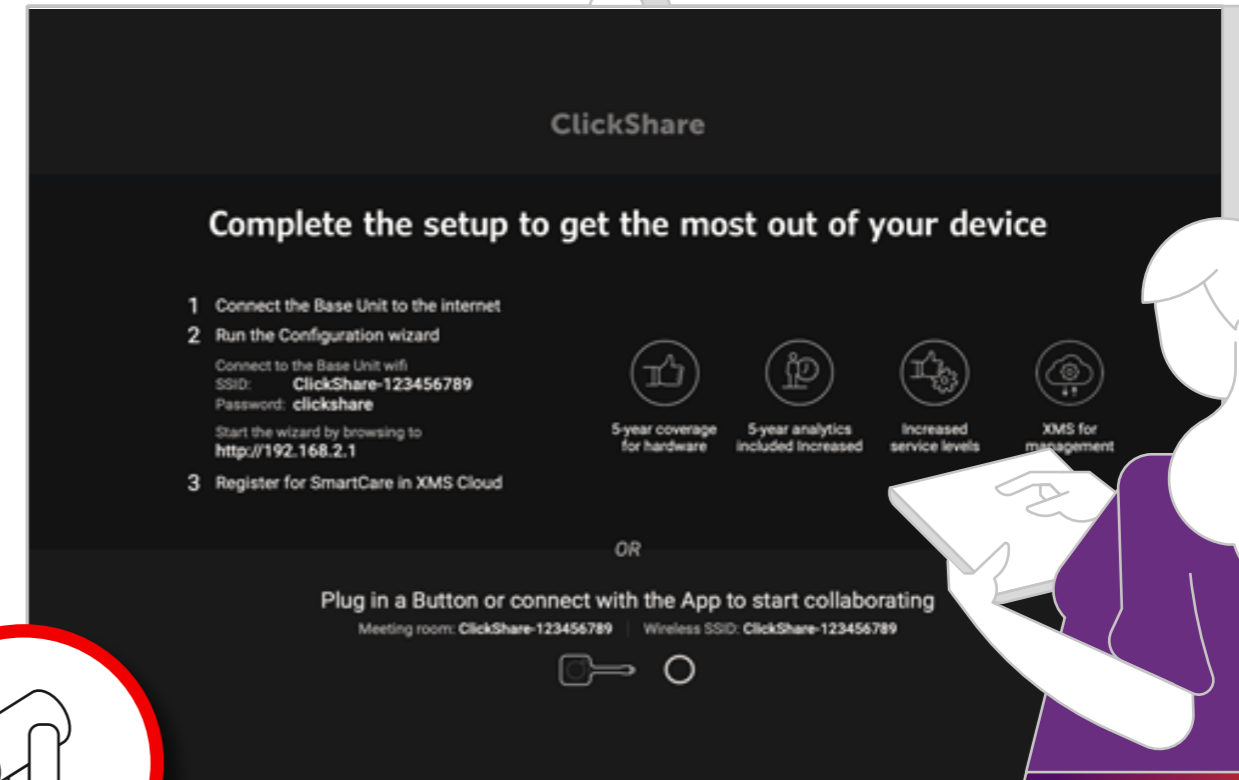 ClickShare
Complete the setup to get the most out of your device
1 Connect the Base Unit to the internet
2 Run the Configuration wizard
Connect to the Base Unit wifi
SSID: ClickShare-123456789
Password: clickshare
Start the wizard by browsing to
http://192.168.2.1
3 Register for SmartCare in XMS Cloud
5-year coverage
for hardware
5-year analytics
included Increased
Increased
service levels
XMS for
management
OR
Plug in a Button or connect with the App to start collaborating
Meeting room: ClickShare-123456789 | Wireless SSID: ClickShare-123456789